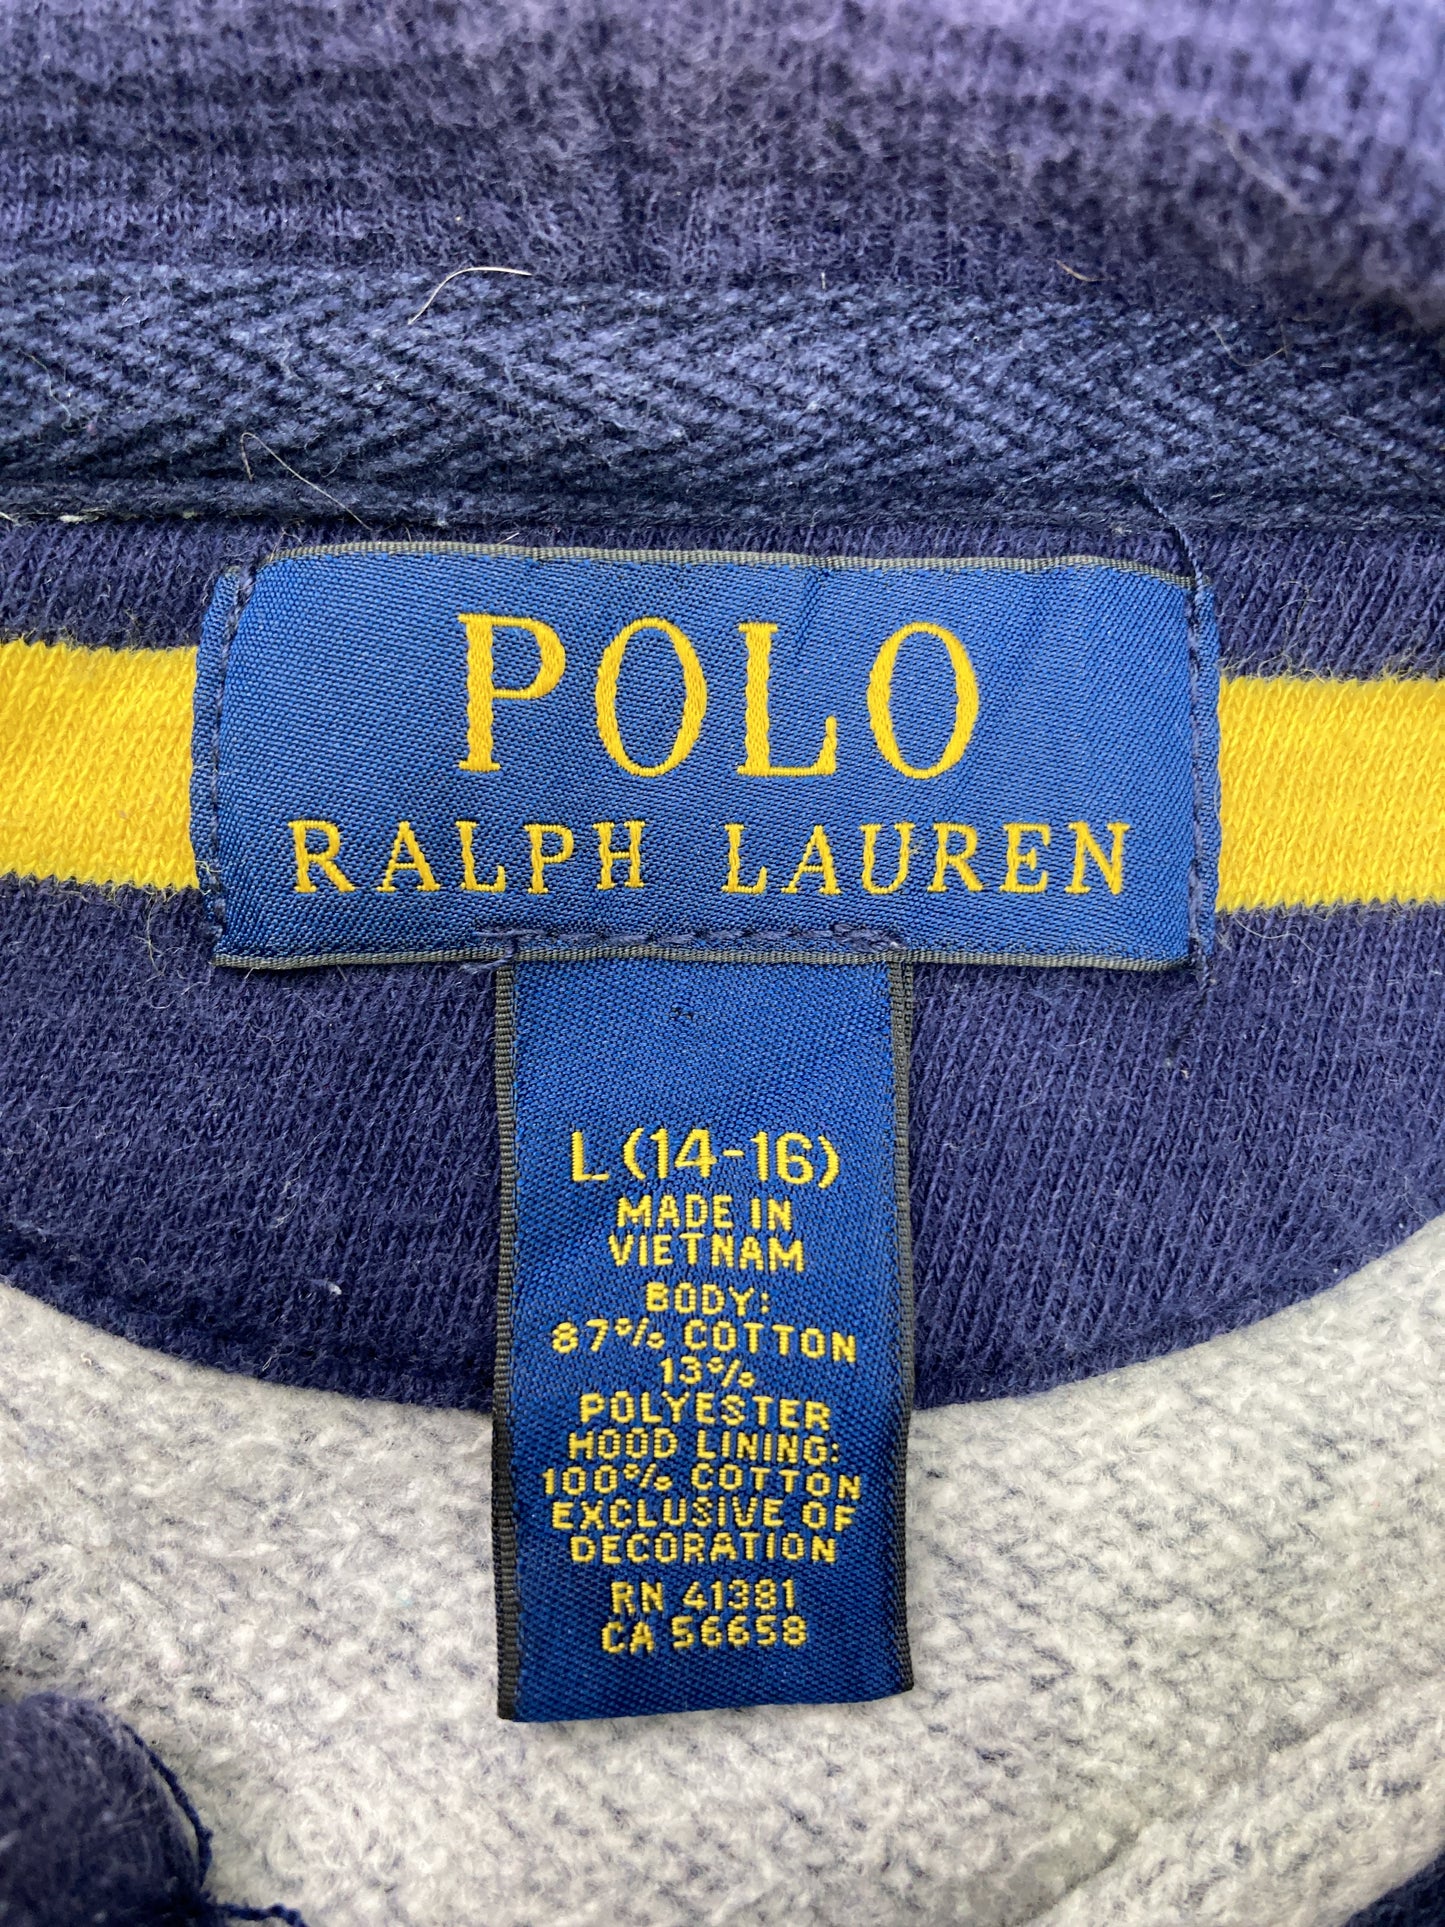 POLO
RALPH LAUREN
L (14-16)
MADE IN
VIETNAM
BODY:
87% COTTON
13%
POLYESTER
HOOD LINING:
100% COTTON
EXCLUSIVE OF
DECORATION
RN 41381
CA 56658